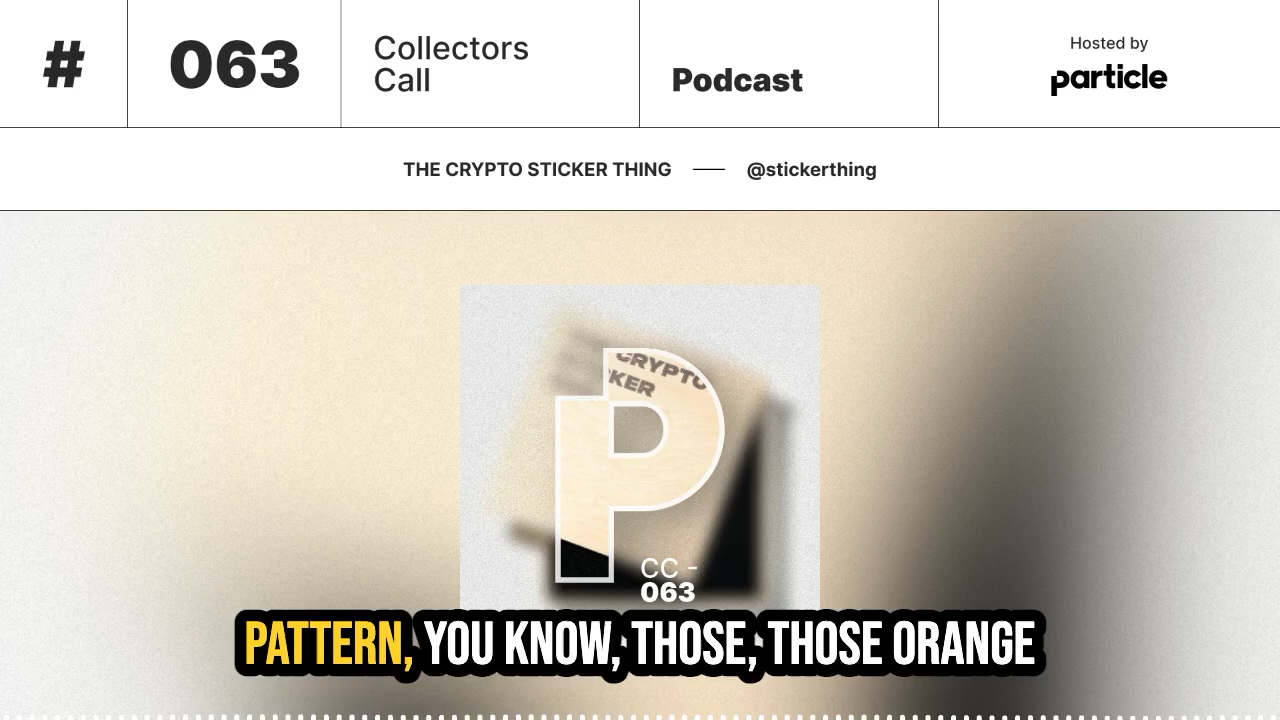 #
063
Collectors
Call
Podcast
Hosted by
particle
THE CRYPTO STICKER THING — @stickerthing
CRYPTO
KER
P
CC -
063
PATTERN, YOU KNOW, THOSE, THOSE ORANGE